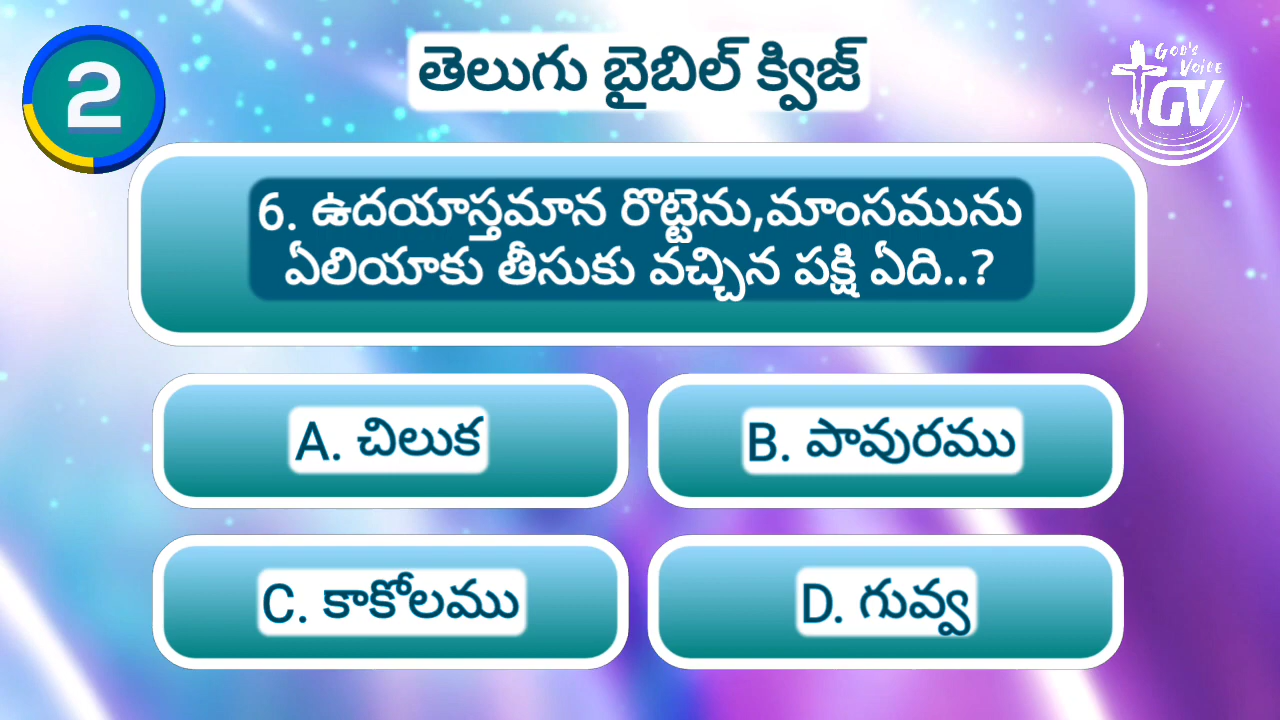 2
తెలుగు బైబిల్ క్విజ్
GOD'S
VOICE
GV
6. ఉదయాస్తమాన రొట్టెను,మాంసమును
ఏలియాకు తీసుకు వచ్చిన పక్షి ఏది..?
A. చిలుక
B. పావురము
C. కాకోలము
D. గువ్వ